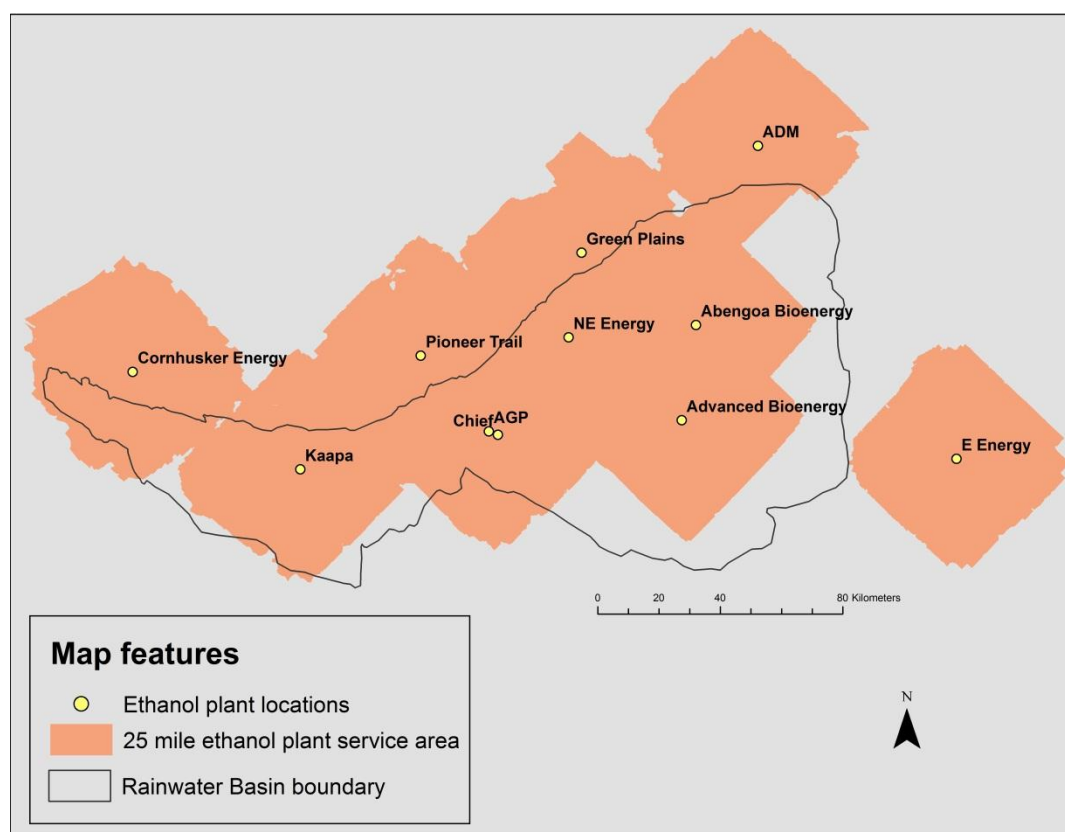 ADM
Green Plains
Abengoa Bioenergy
NE Energy
Pioneer Trail
Cornhusker Energy
Advanced Bioenergy
Chief AGP
E Energy
Kaapa
0 20 40 80 Kilometers
Map features
Ethanol plant locations
25 mile ethanol plant service area
Rainwater Basin boundary
N